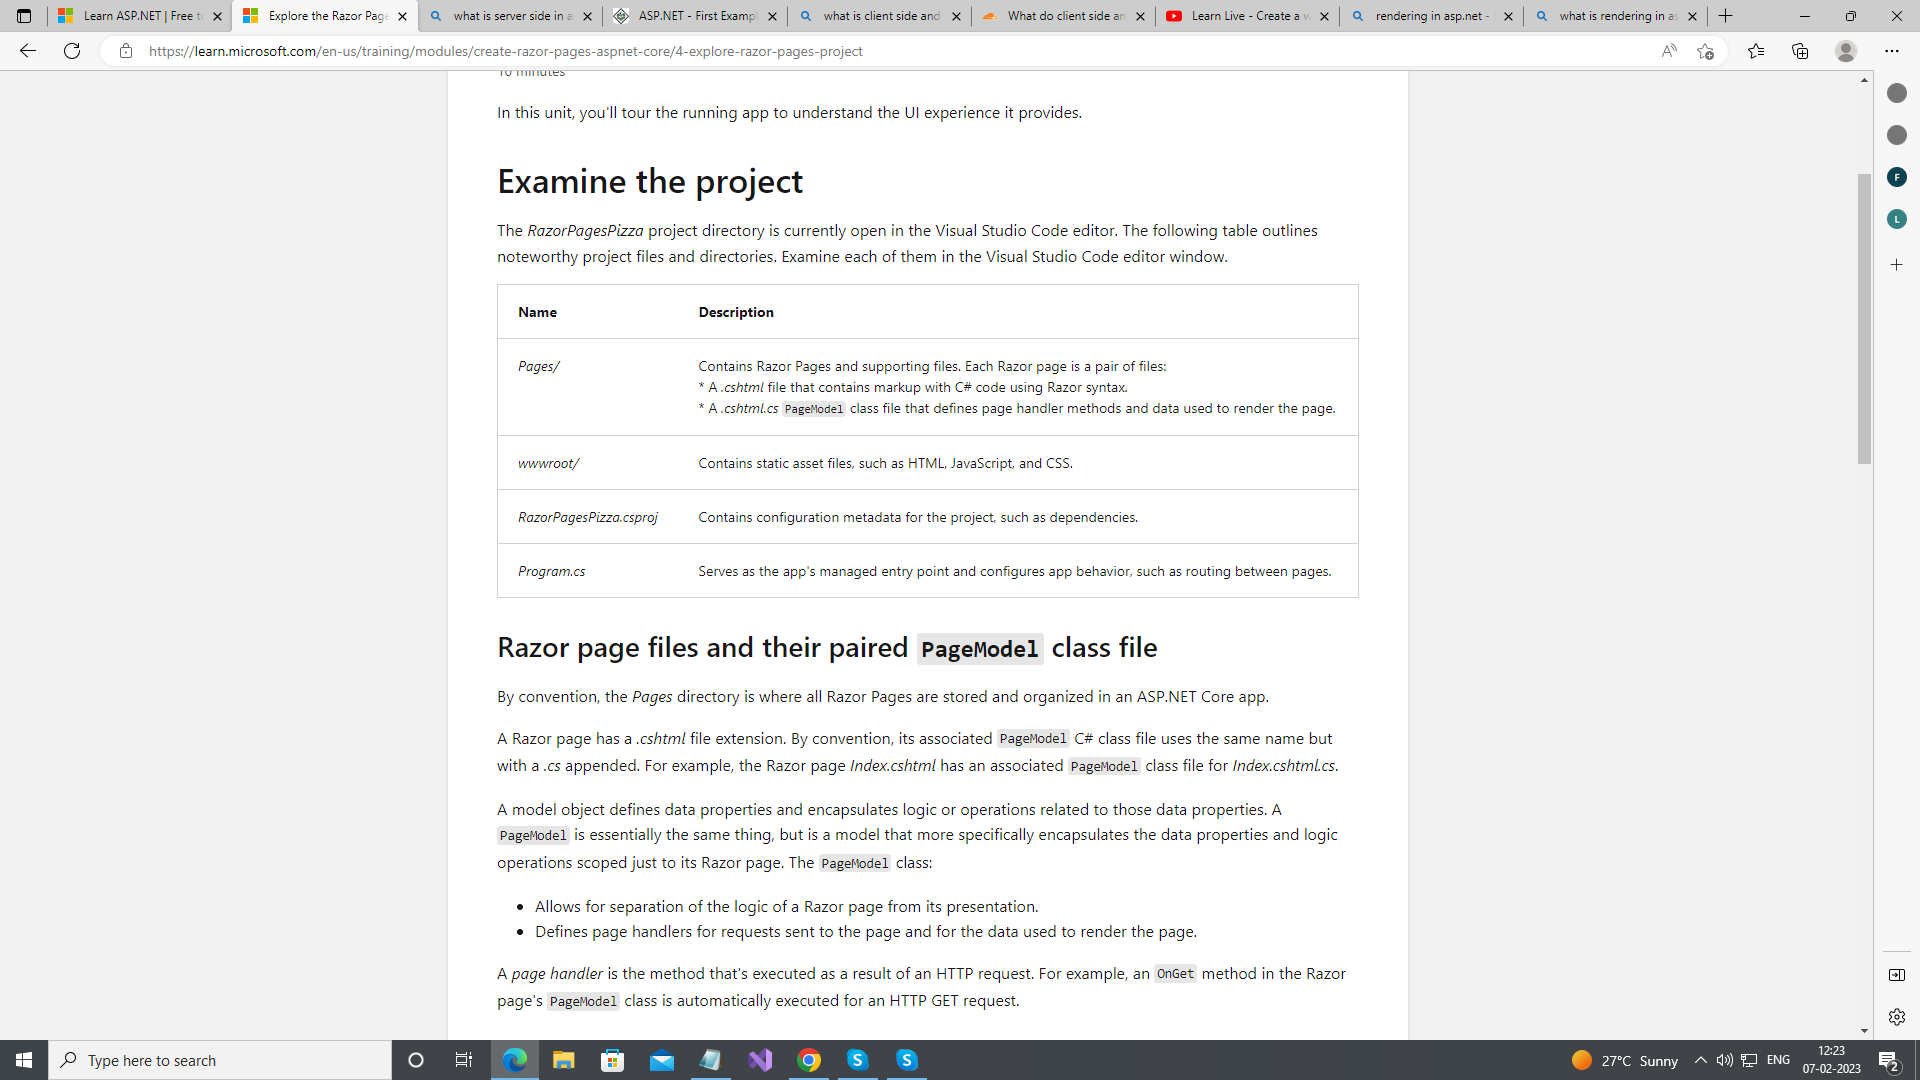 Learn ASP.NET | Free tu
Explore the Razor Page
what is server side in a
ASP.NET - First Exampl
what is client side and
What do client side an
Learn Live - Create a w
rendering in asp.net -
what is rendering in as
https://learn.microsoft.com/en-us/training/modules/create-razor-pages-aspnet-core/4-explore-razor-pages-project
10 minutes
In this unit, you'll tour the running app to understand the UI experience it provides.
Examine the project
The RazorPagesPizza project directory is currently open in the Visual Studio Code editor. The following table outlines
noteworthy project files and directories. Examine each of them in the Visual Studio Code editor window.
Name Description
Pages/ Contains Razor Pages and supporting files. Each Razor page is a pair of files:
* A .cshtml file that contains markup with C# code using Razor syntax.
* A .cshtml.cs PageModel class file that defines page handler methods and data used to render the page.
wwwroot/ Contains static asset files, such as HTML, JavaScript, and CSS.
RazorPagesPizza.csproj Contains configuration metadata for the project, such as dependencies.
Program.cs Serves as the app's managed entry point and configures app behavior, such as routing between pages.
Razor page files and their paired PageModel class file
By convention, the Pages directory is where all Razor Pages are stored and organized in an ASP.NET Core app.
A Razor page has a .cshtml file extension. By convention, its associated PageModel C# class file uses the same name but
with a .cs appended. For example, the Razor page Index.cshtml has an associated PageModel class file for Index.cshtml.cs.
A model object defines data properties and encapsulates logic or operations related to those data properties. A
PageModel is essentially the same thing, but is a model that more specifically encapsulates the data properties and logic
operations scoped just to its Razor page. The PageModel class:
• Allows for separation of the logic of a Razor page from its presentation.
• Defines page handlers for requests sent to the page and for the data used to render the page.
A page handler is the method that's executed as a result of an HTTP request. For example, an OnGet method in the Razor
page's PageModel class is automatically executed for an HTTP GET request.
F
L
Type here to search
27°C Sunny
ENG
12:23
07-02-2023
2